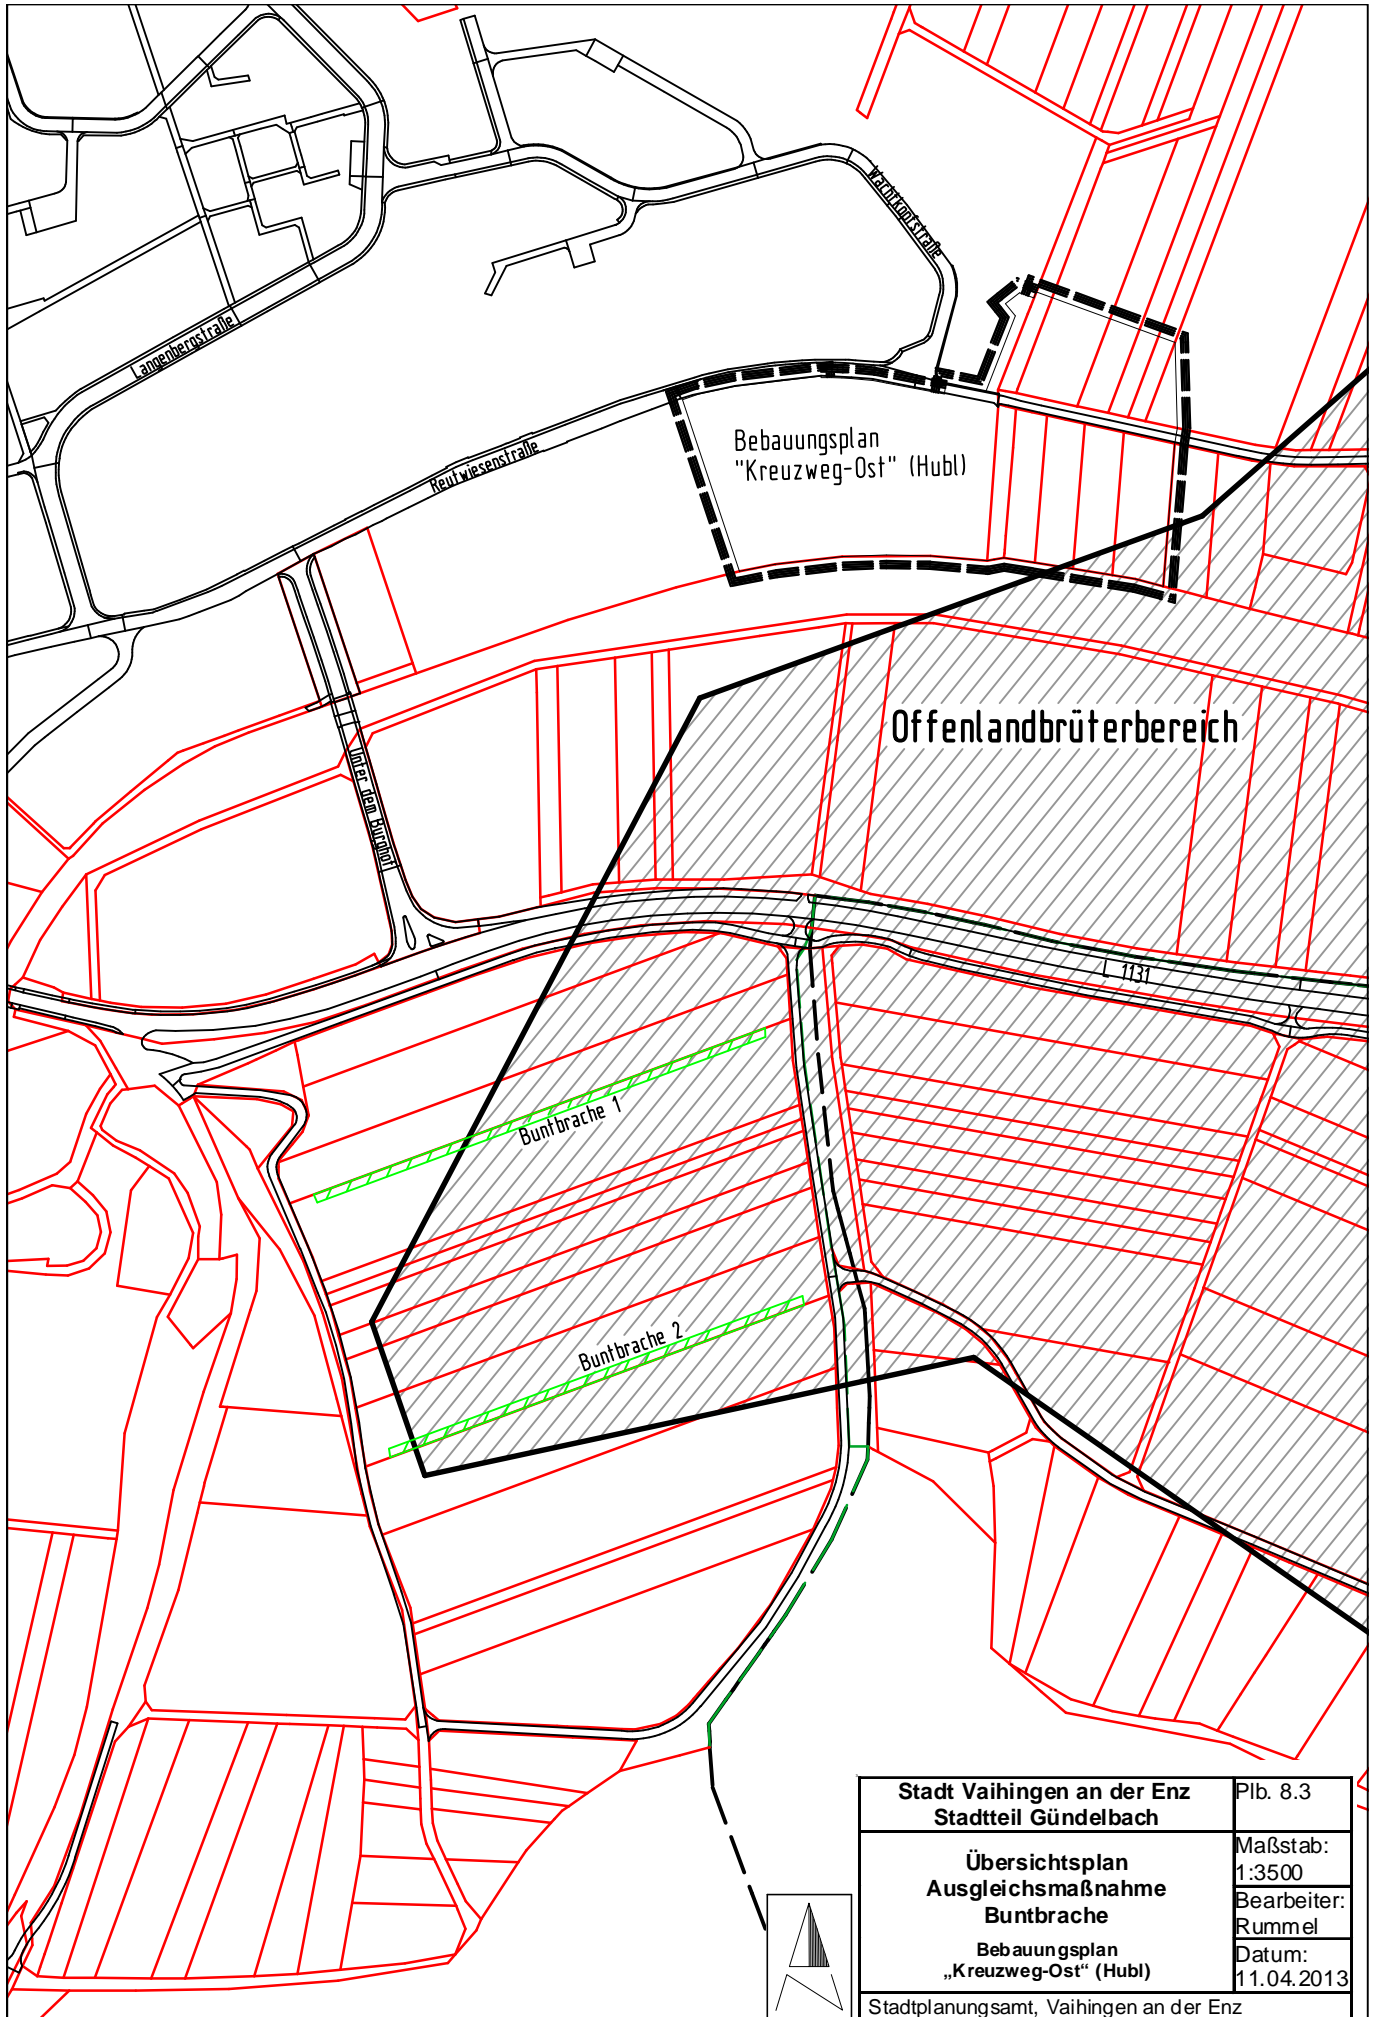 Wachtkopfstraße
Langenbergstraße
Reutwiesenstraße
Bebauungsplan
"Kreuzweg-Ost" (Hubl)
Offenlandbrüterbereich
Unter dem Burghof
L 1131
Buntbrache 1
Buntbrache 2
Stadt Vaihingen an der Enz
Stadtteil Gündelbach
Plb. 8.3
Übersichtsplan
Ausgleichsmaßnahme
Buntbrache
Bebauungsplan
„Kreuzweg-Ost“ (Hubl)
Maßstab:
1:3500
Bearbeiter:
Rummel
Datum:
11.04.2013
Stadtplanungsamt, Vaihingen an der Enz